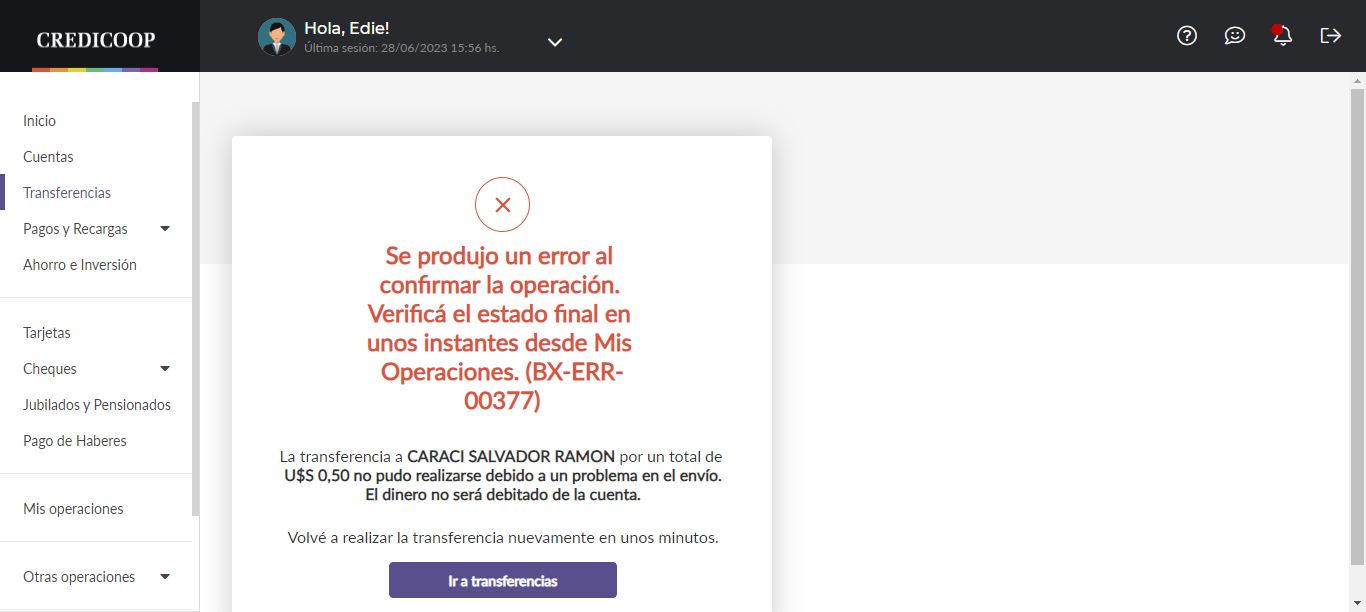 CREDICOOP
Hola, Edie!
Última sesión: 28/06/2023 15:56 hs.
Inicio
Cuentas
Transferencias
Pagos y Recargas
Ahorro e Inversión
Tarjetas
Cheques
Jubilados y Pensionados
Pago de Haberes
Mis operaciones
Otras operaciones
Se produjo un error al
confirmar la operación.
Verificá el estado final en
unos instantes desde Mis
Operaciones. (BX-ERR-
00377)
La transferencia a CARACI SALVADOR RAMON por un total de
U$S 0,50 no pudo realizarse debido a un problema en el envío.
El dinero no será debitado de la cuenta.
Volvé a realizar la transferencia nuevamente en unos minutos.
Ir a transferencias